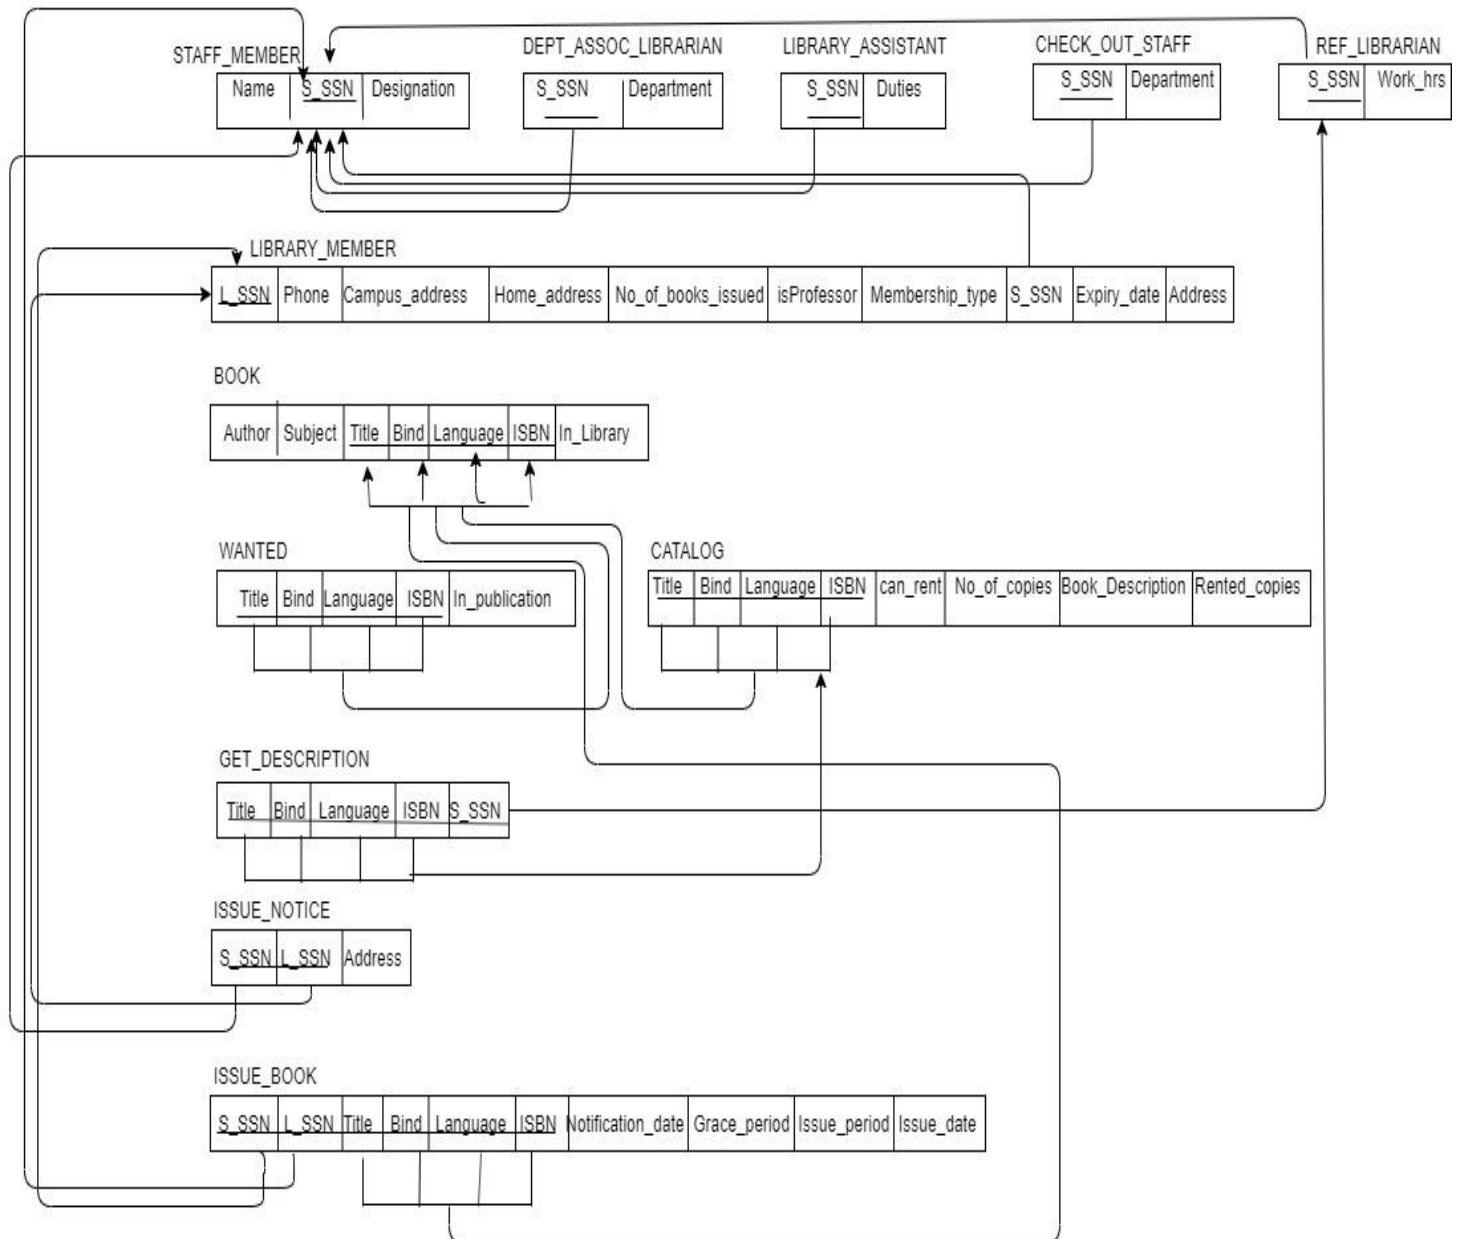 STAFF_MEMBER DEPT_ASSOC_LIBRARIAN LIBRARY_ASSISTANT CHECK_OUT_STAFF REF_LIBRARIAN
Name S_SSN Designation S_SSN Department S_SSN Duties S_SSN Department S_SSN Work_hrs
LIBRARY_MEMBER
L_SSN Phone Campus_address Home_address No_of_books_issued isProfessor Membership_type S_SSN Expiry_date Address
BOOK
Author Subject Title Bind Language ISBN In_Library
WANTED CATALOG
Title Bind Language ISBN In_publication Title Bind Language ISBN can_rent No_of_copies Book_Description Rented_copies
GET_DESCRIPTION
Title Bind Language ISBN S_SSN
ISSUE_NOTICE
S_SSN L_SSN Address
ISSUE_BOOK
S_SSN L_SSN Title Bind Language ISBN Notification_date Grace_period Issue_period Issue_date